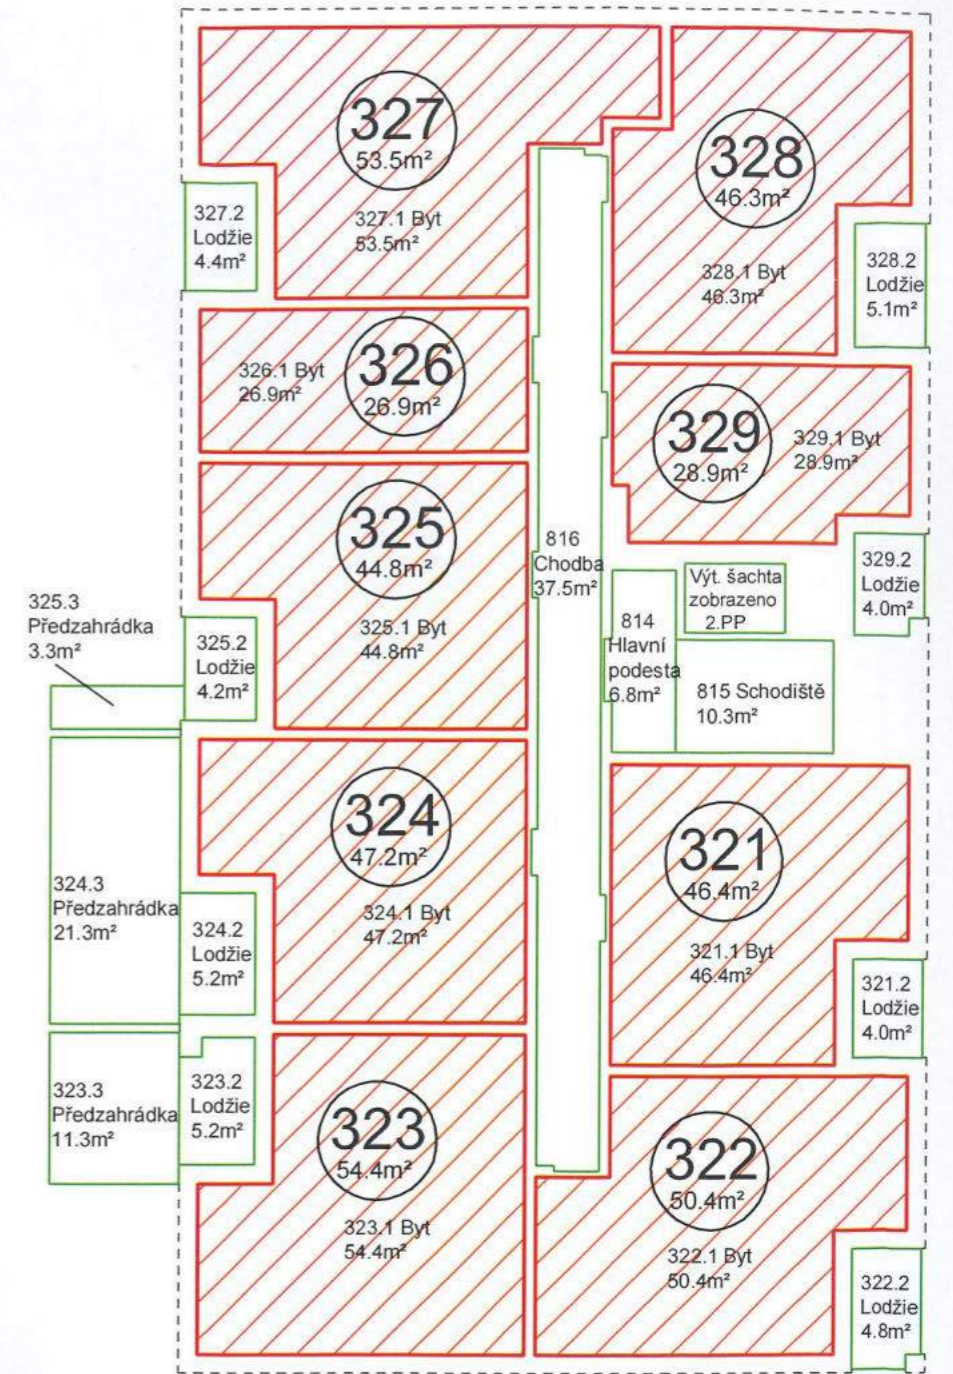 327
53.5m²
327.1 Byt
53.5m²
327.2
Lodžie
4.4m²
328
46.3m²
328.1 Byt
46.3m²
328.2
Lodžie
5.1m²
326.1 Byt
26.9m²
326
26.9m²
329
28.9m²
329.1 Byt
28.9m²
325
44.8m²
325.1 Byt
44.8m²
816
Chodba
37.5m²
329.2
Lodžie
4.0m²
Výt. šachta
zobrazeno
2.PP
325.3
Předzahrádka
3.3m²
325.2
Lodžie
4.2m²
814
Hlavní
podesta
6.8m²
815 Schodiště
10.3m²
324
47.2m²
324.1 Byt
47.2m²
324.3
Předzahrádka
21.3m²
324.2
Lodžie
5.2m²
321
46.4m²
321.1 Byt
46.4m²
321.2
Lodžie
4.0m²
323.3
Předzahrádka
11.3m²
323.2
Lodžie
5.2m²
323
54.4m²
323.1 Byt
54.4m²
322
50.4m²
322.1 Byt
50.4m²
322.2
Lodžie
4.8m²